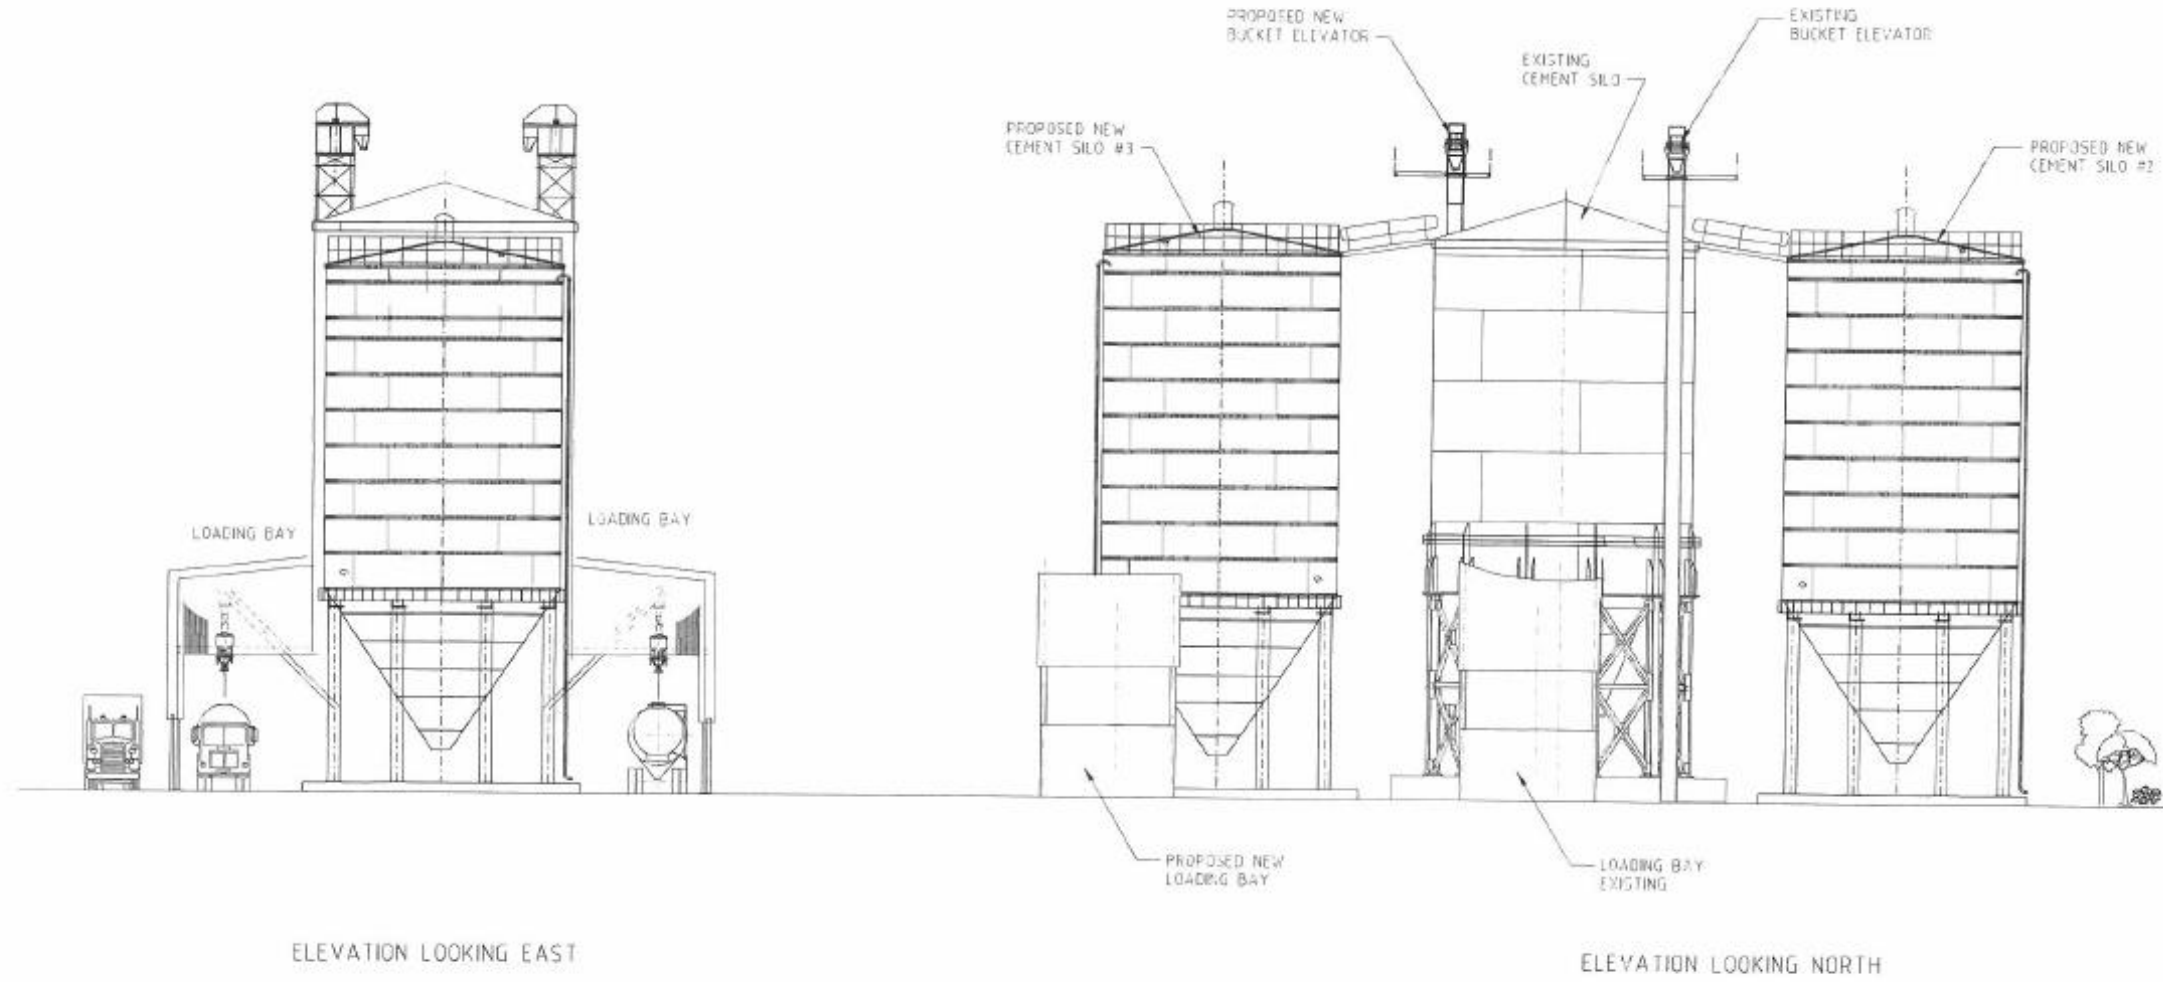 PROPOSED NEW
BUCKET ELEVATOR
EXISTING
BUCKET ELEVATOR
EXISTING
CEMENT SILO
PROPOSED NEW
CEMENT SILO #3
PROPOSED NEW
CEMENT SILO #2
LOADING BAY
LOADING BAY
PROPOSED NEW
LOADING BAY
LOADING BAY
EXISTING
ELEVATION LOOKING EAST
ELEVATION LOOKING NORTH